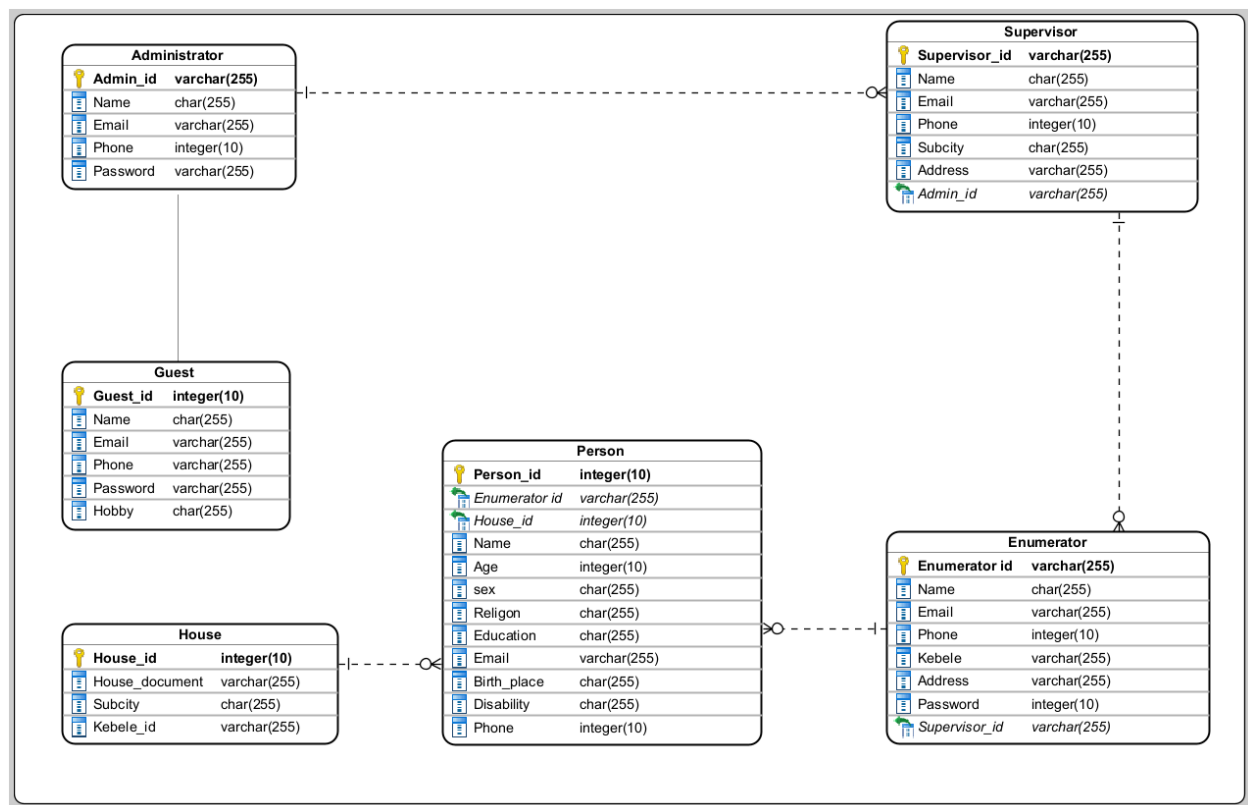 Administrator
Admin_id varchar(255)
Name char(255)
Email varchar(255)
Phone integer(10)
Password varchar(255)
Supervisor
Supervisor_id varchar(255)
Name char(255)
Email varchar(255)
Phone integer(10)
Subcity char(255)
Address varchar(255)
Admin_id varchar(255)
Guest
Guest_id integer(10)
Name char(255)
Email varchar(255)
Phone varchar(255)
Password varchar(255)
Hobby char(255)
Person
Person_id integer(10)
Enumerator id varchar(255)
House_id integer(10)
Name char(255)
Age integer(10)
sex char(255)
Religon char(255)
Education char(255)
Email varchar(255)
Birth_place char(255)
Disability char(255)
Phone integer(10)
Enumerator
Enumerator id varchar(255)
Name char(255)
Email varchar(255)
Phone integer(10)
Kebele varchar(255)
Address varchar(255)
Password integer(10)
Supervisor_id varchar(255)
House
House_id integer(10)
House_document varchar(255)
Subcity char(255)
Kebele_id varchar(255)